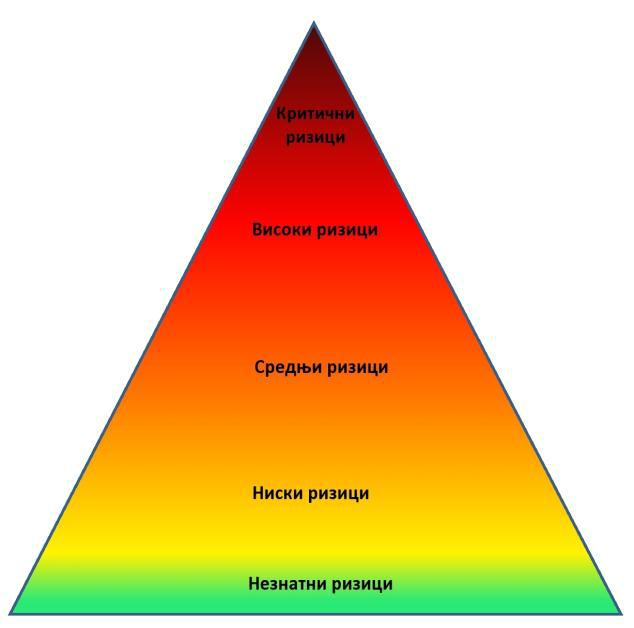 Критични
ризици
Високи ризици
Средњи ризици
Ниски ризици
Незнатни ризици